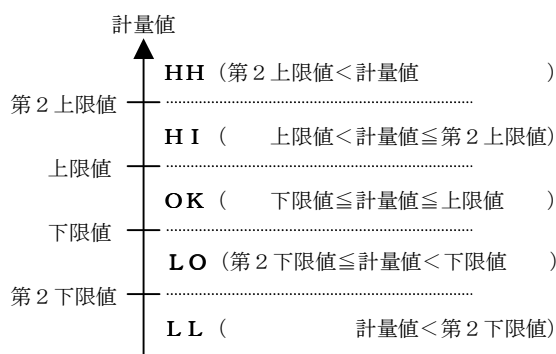 計量値
HH（第２上限値＜計量値　　　　　　）
第２上限値
HI（　　上限値＜計量値≦第２上限値）
上限値
OK（　　下限値≦計量値≦上限値　　）
下限値
LO（第２下限値≦計量値＜下限値　　）
第２下限値
LL（　　　　　　計量値＜第２下限値）